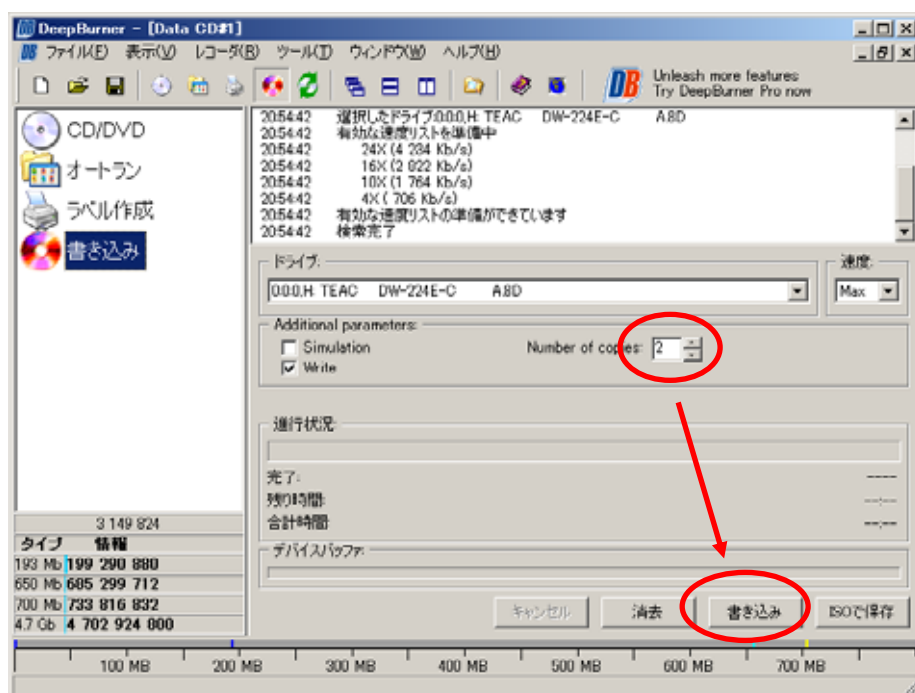 DeepBurner - [Data CD#1]
ファイル(F) 表示(V) レコーダ(R) ツール(T) ウィンドウ(W) ヘルプ(H)
DB Unleash more features
Try DeepBurner Pro now
CD/DVD
オートラン
ラベル作成
書き込み
20:54:42 選択したドライブ:0:0:0,H: TEAC DW-224E-C A.8D
20:54:42 有効な速度リストを準備中
20:54:42 24X (4 234 Kb/s)
20:54:42 16X (2 822 Kb/s)
20:54:42 10X (1 764 Kb/s)
20:54:42 4X ( 706 Kb/s)
20:54:42 有効な速度リストの準備ができています
20:54:42 検索完了
ドライブ: 速度:
0:0:0,H: TEAC DW-224E-C A.8D Max
Additional parameters:
Simulation Number of copies: 2
Write
進行状況:
完了: ----
残り時間: --:--
合計時間: --:--
デバイスバッファ:
キャンセル 消去 書き込み ISOで保存
3 149 824
タイプ 情報
193 Mb 199 290 880
650 Mb 685 299 712
700 Mb 733 816 832
4.7 Gb 4 702 924 800
100 MB 200 MB 300 MB 400 MB 500 MB 600 MB 700 MB